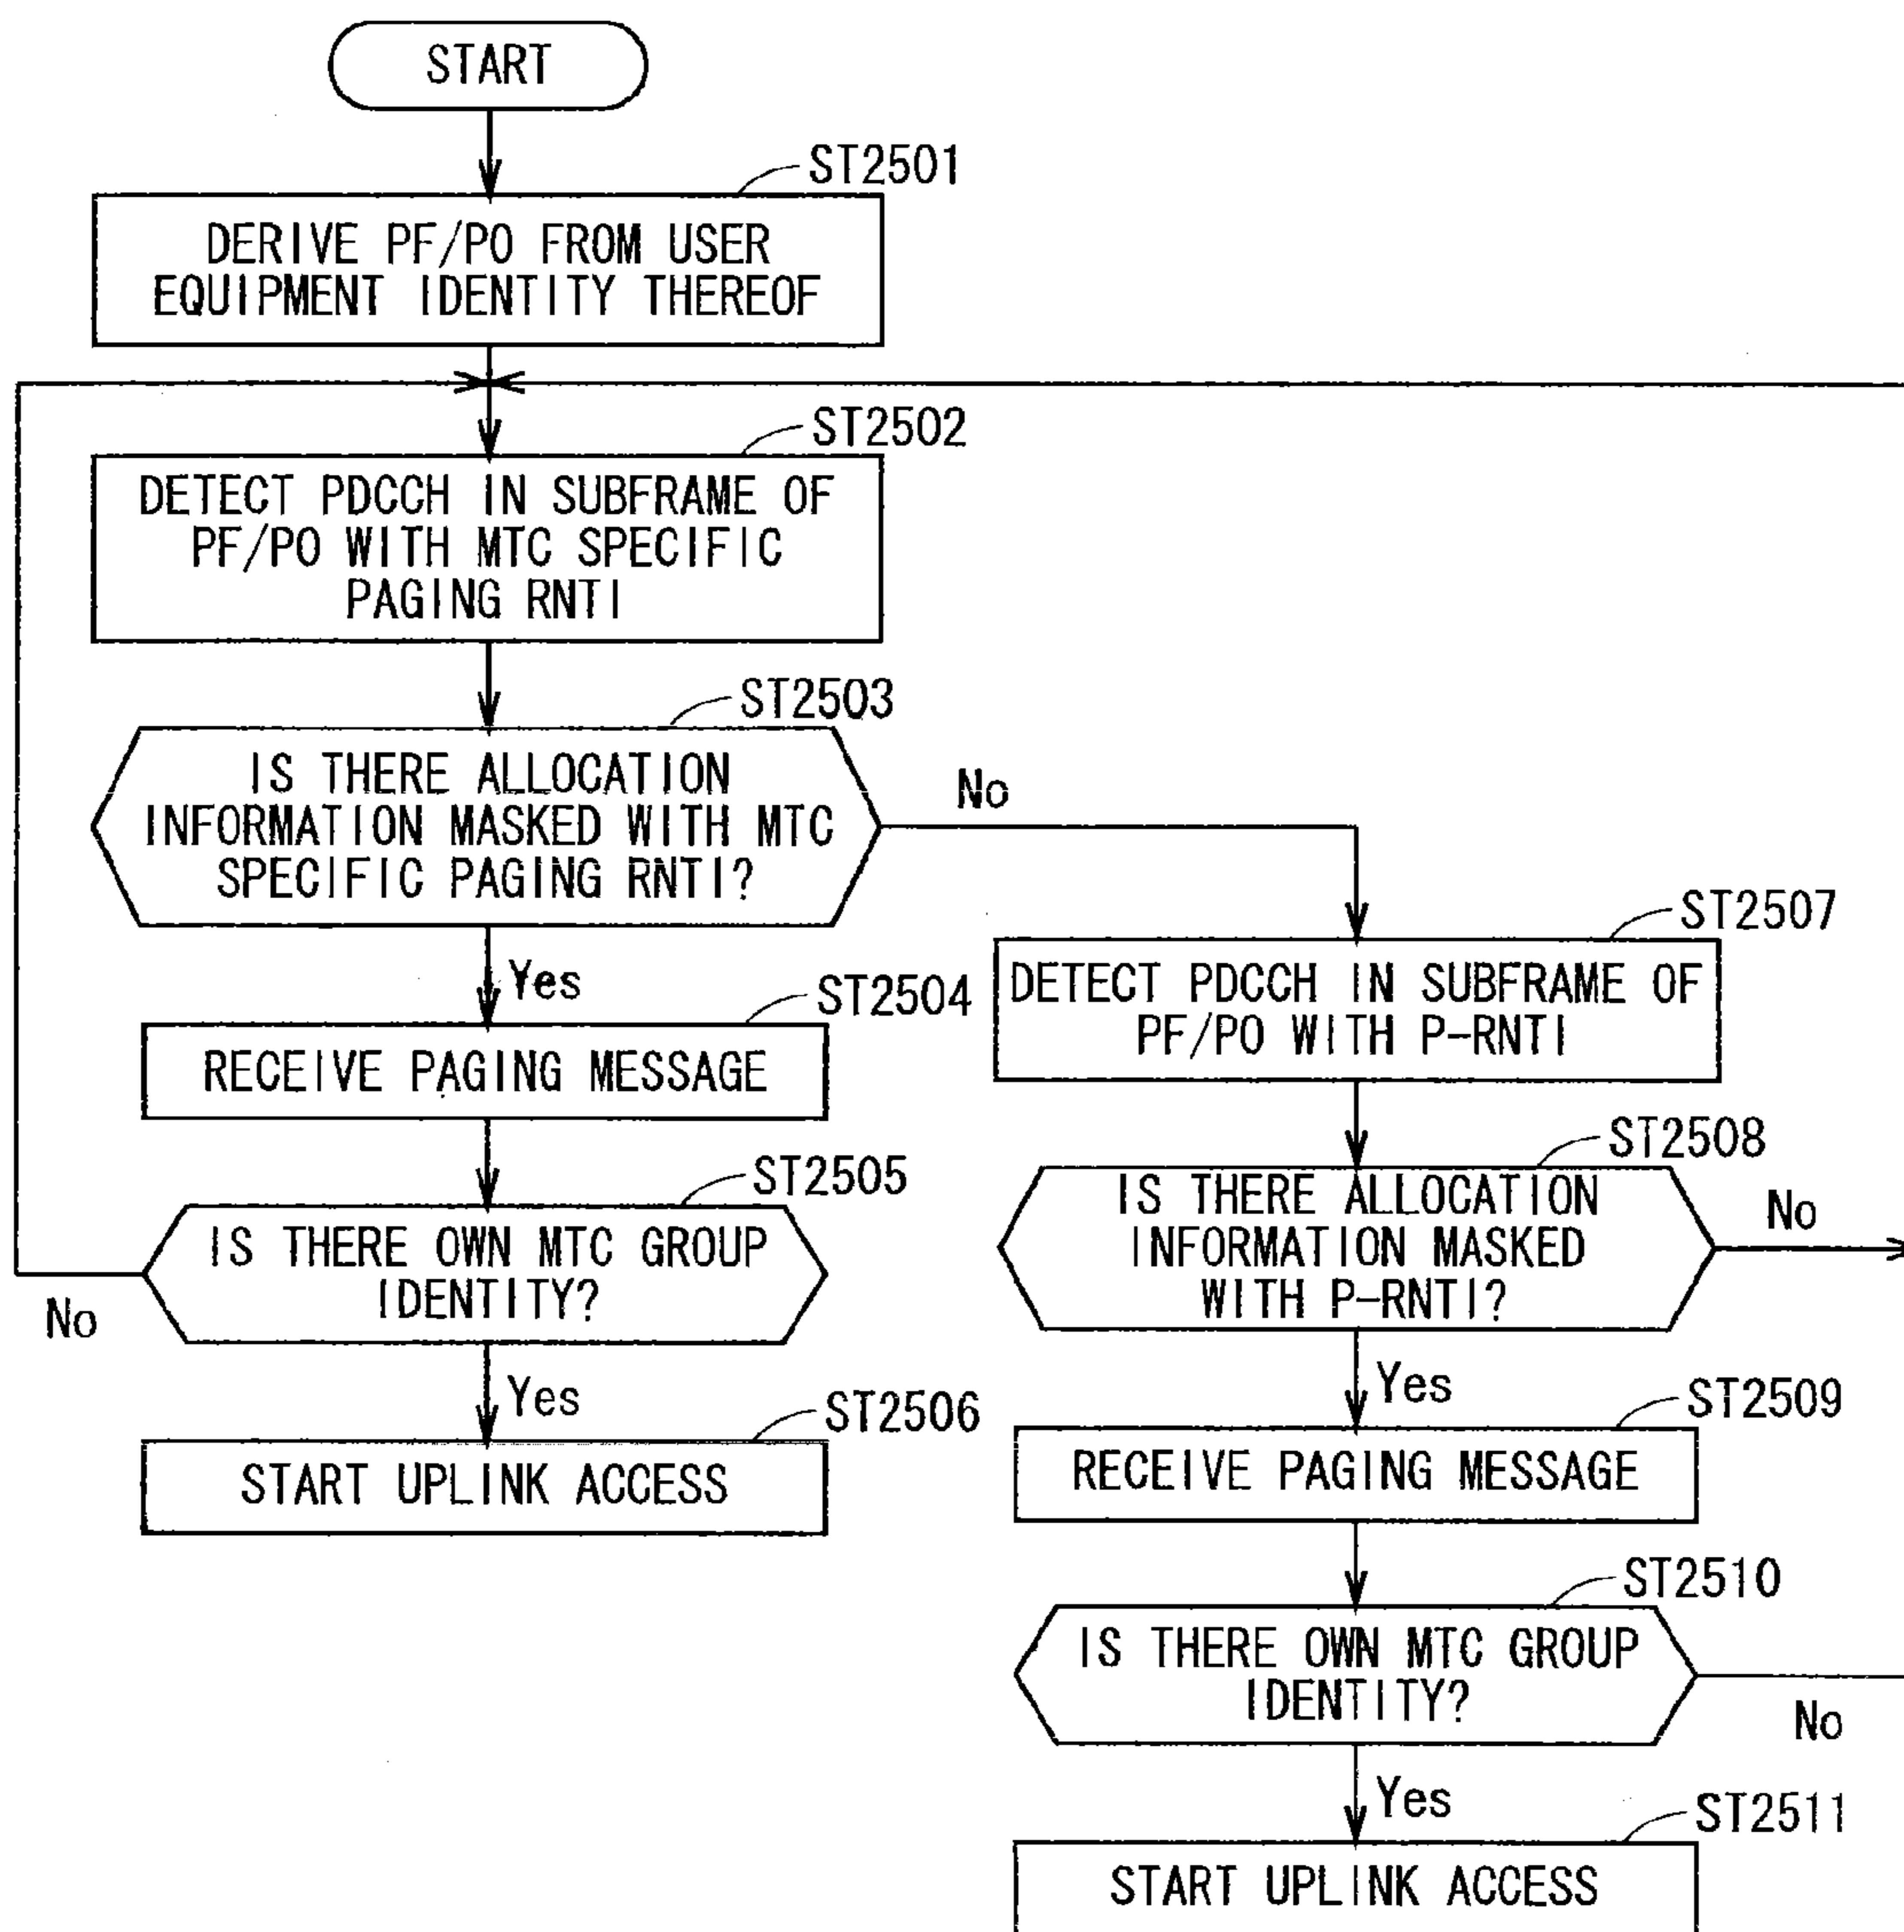 START
ST2501
DERIVE PF/PO FROM USER
EQUIPMENT IDENTITY THEREOF
ST2502
DETECT PDCCH IN SUBFRAME OF
PF/PO WITH MTC SPECIFIC
PAGING RNTI
ST2503
IS THERE ALLOCATION
INFORMATION MASKED WITH MTC
SPECIFIC PAGING RNTI?
No
Yes
ST2504
RECEIVE PAGING MESSAGE
ST2505
IS THERE OWN MTC GROUP
IDENTITY?
No
Yes
ST2506
START UPLINK ACCESS
ST2507
DETECT PDCCH IN SUBFRAME OF
PF/PO WITH P-RNTI
ST2508
IS THERE ALLOCATION
INFORMATION MASKED
WITH P-RNTI?
No
Yes
ST2509
RECEIVE PAGING MESSAGE
ST2510
IS THERE OWN MTC GROUP
IDENTITY?
No
Yes
ST2511
START UPLINK ACCESS